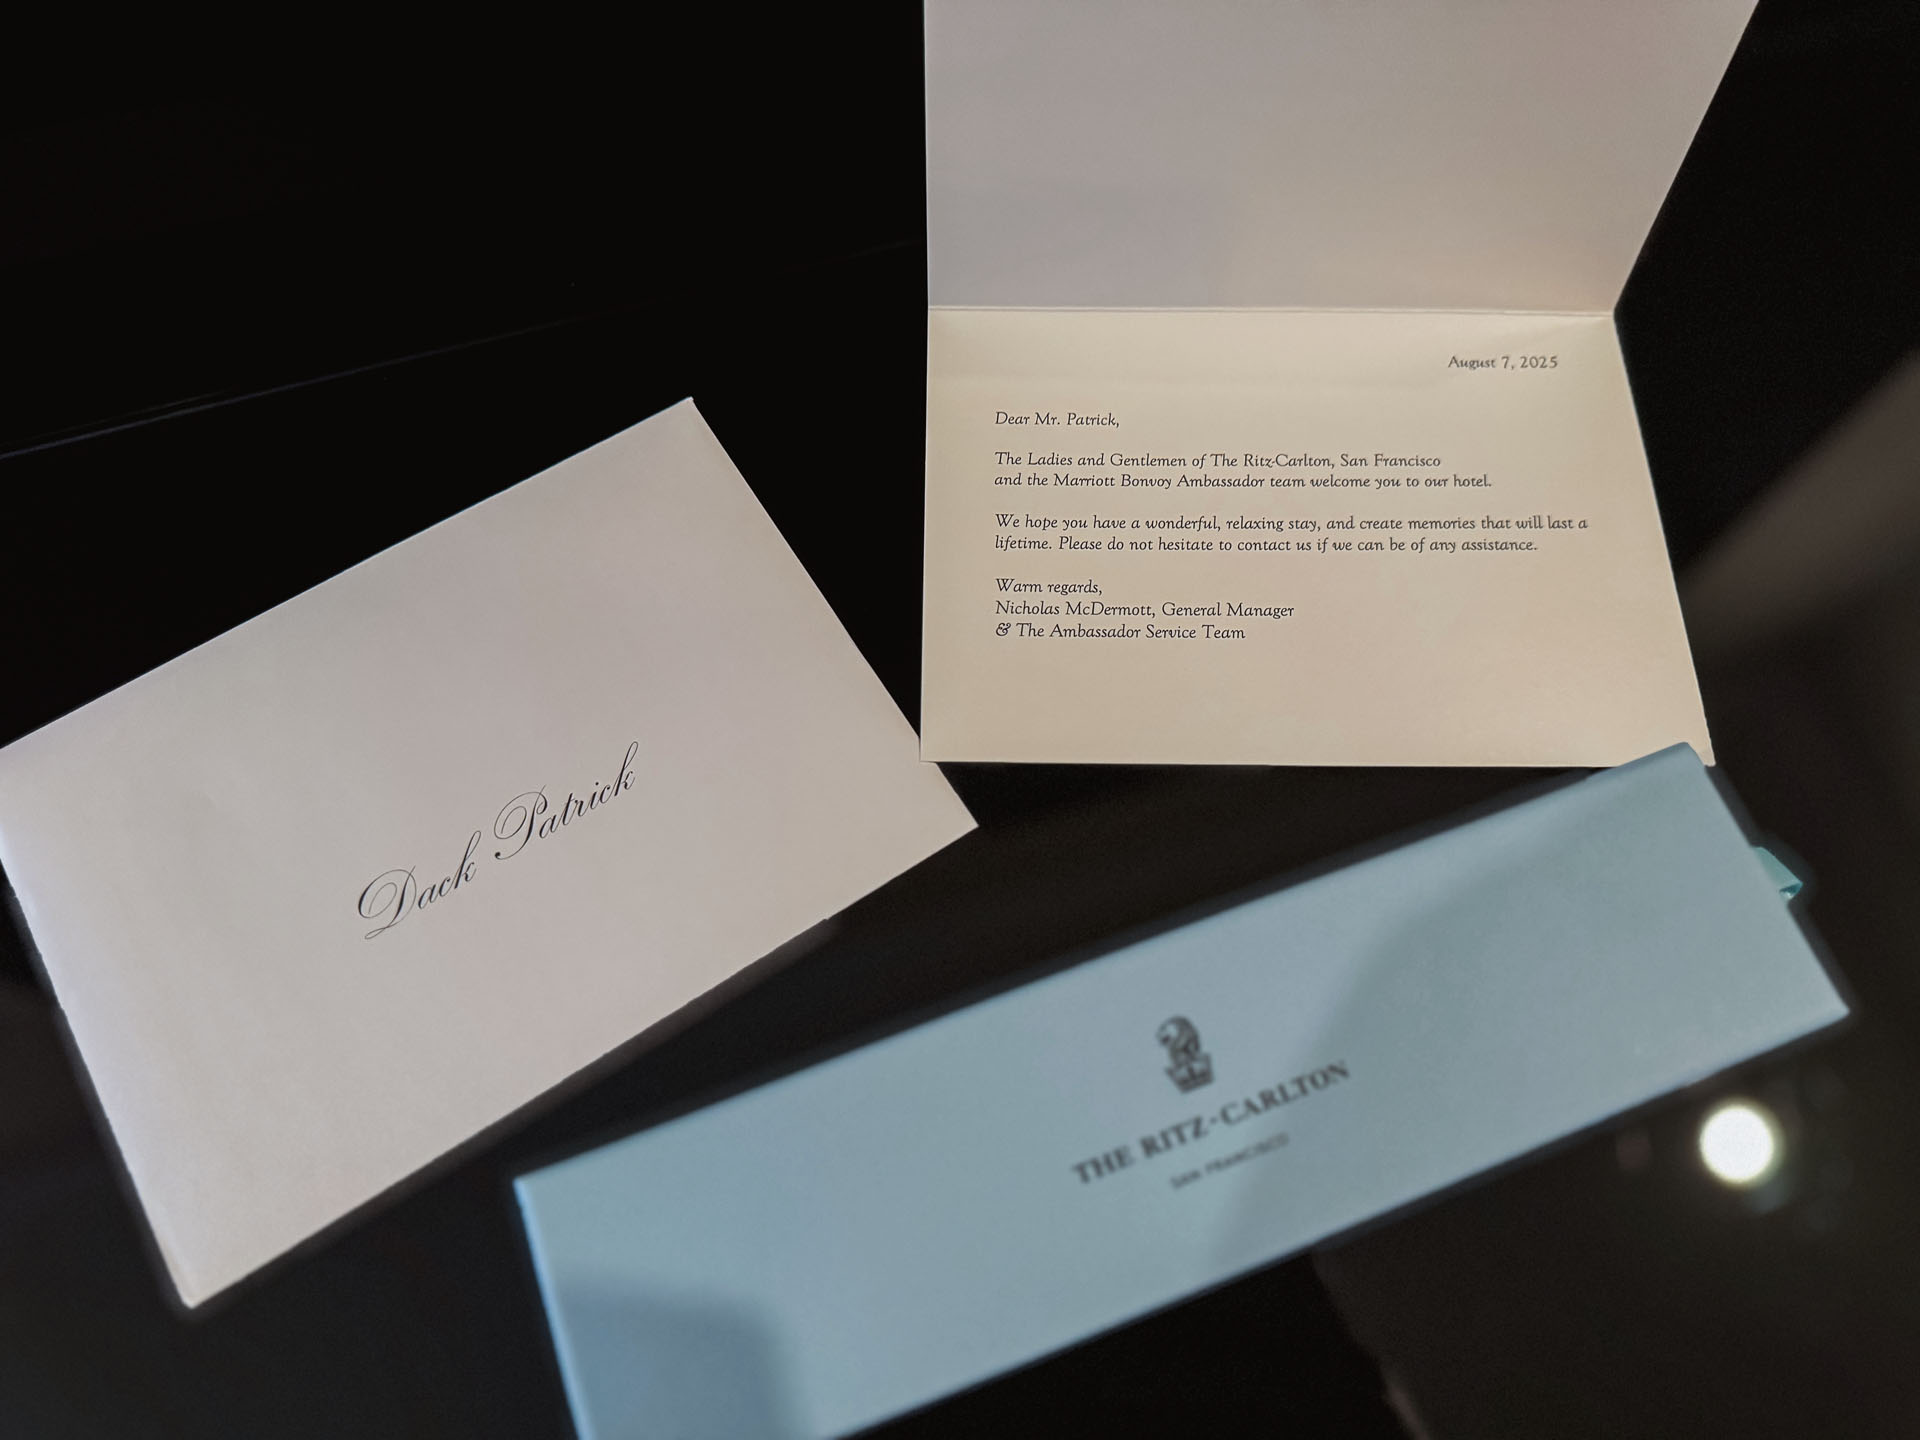 August 7, 2025
Dear Mr. Patrick,
The Ladies and Gentlemen of The Ritz-Carlton, San Francisco
and the Marriott Bonvoy Ambassador team welcome you to our hotel.
We hope you have a wonderful, relaxing stay, and create memories that will last a
lifetime. Please do not hesitate to contact us if we can be of any assistance.
Warm regards,
Nicholas McDermott, General Manager
& The Ambassador Service Team
Dack Patrick
THE RITZ-CARLTON
SAN FRANCISCO